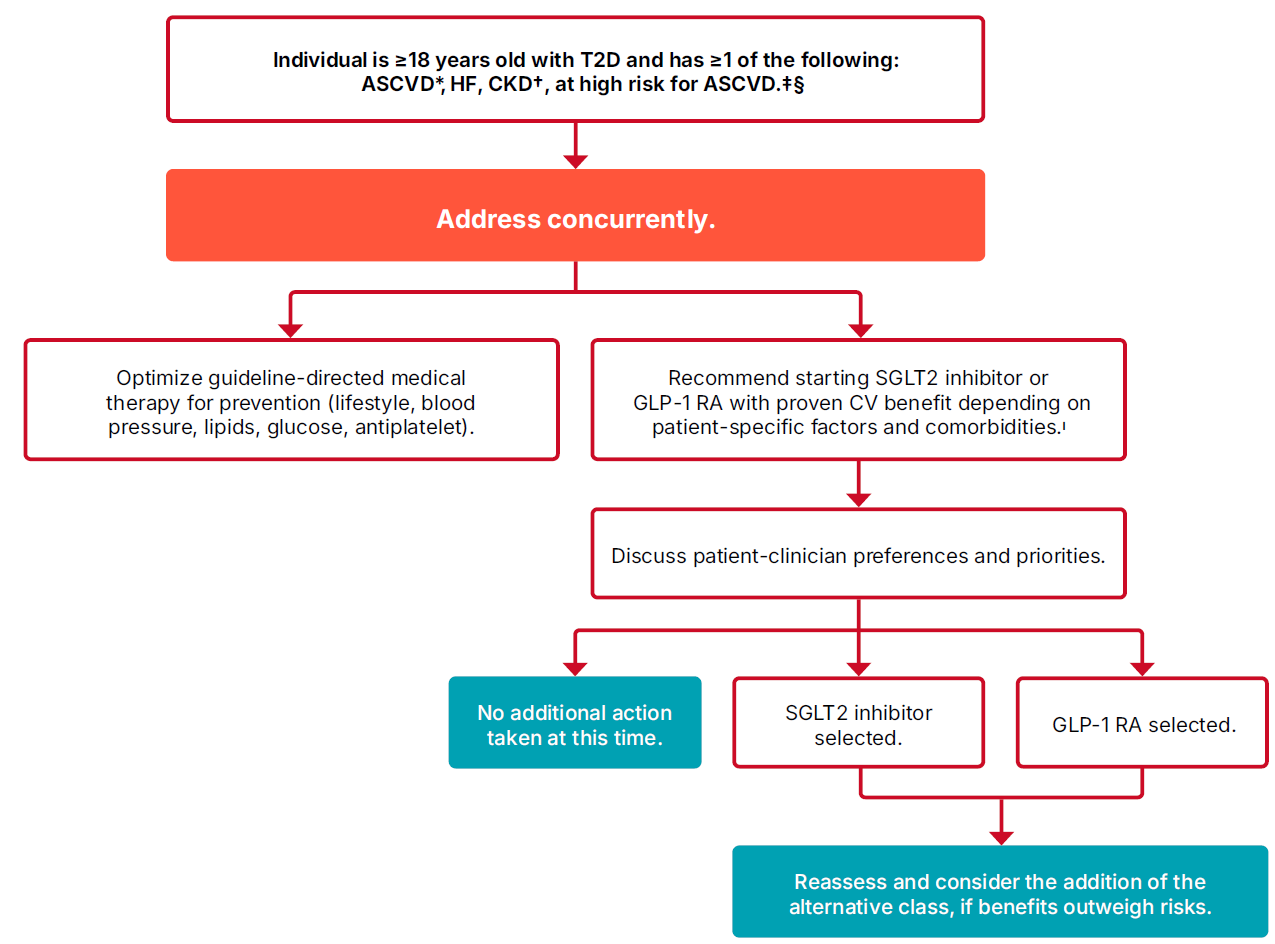 Individual is ≥18 years old with T2D and has ≥1 of the following:
ASCVD*, HF, CKD†, at high risk for ASCVD.‡§
Address concurrently.
Optimize guideline-directed medical
therapy for prevention (lifestyle, blood
pressure, lipids, glucose, antiplatelet).
Recommend starting SGLT2 inhibitor or
GLP-1 RA with proven CV benefit depending on
patient-specific factors and comorbidities.ᶦ
Discuss patient-clinician preferences and priorities.
No additional action
taken at this time.
SGLT2 inhibitor
selected.
GLP-1 RA selected.
Reassess and consider the addition of the
alternative class, if benefits outweigh risks.